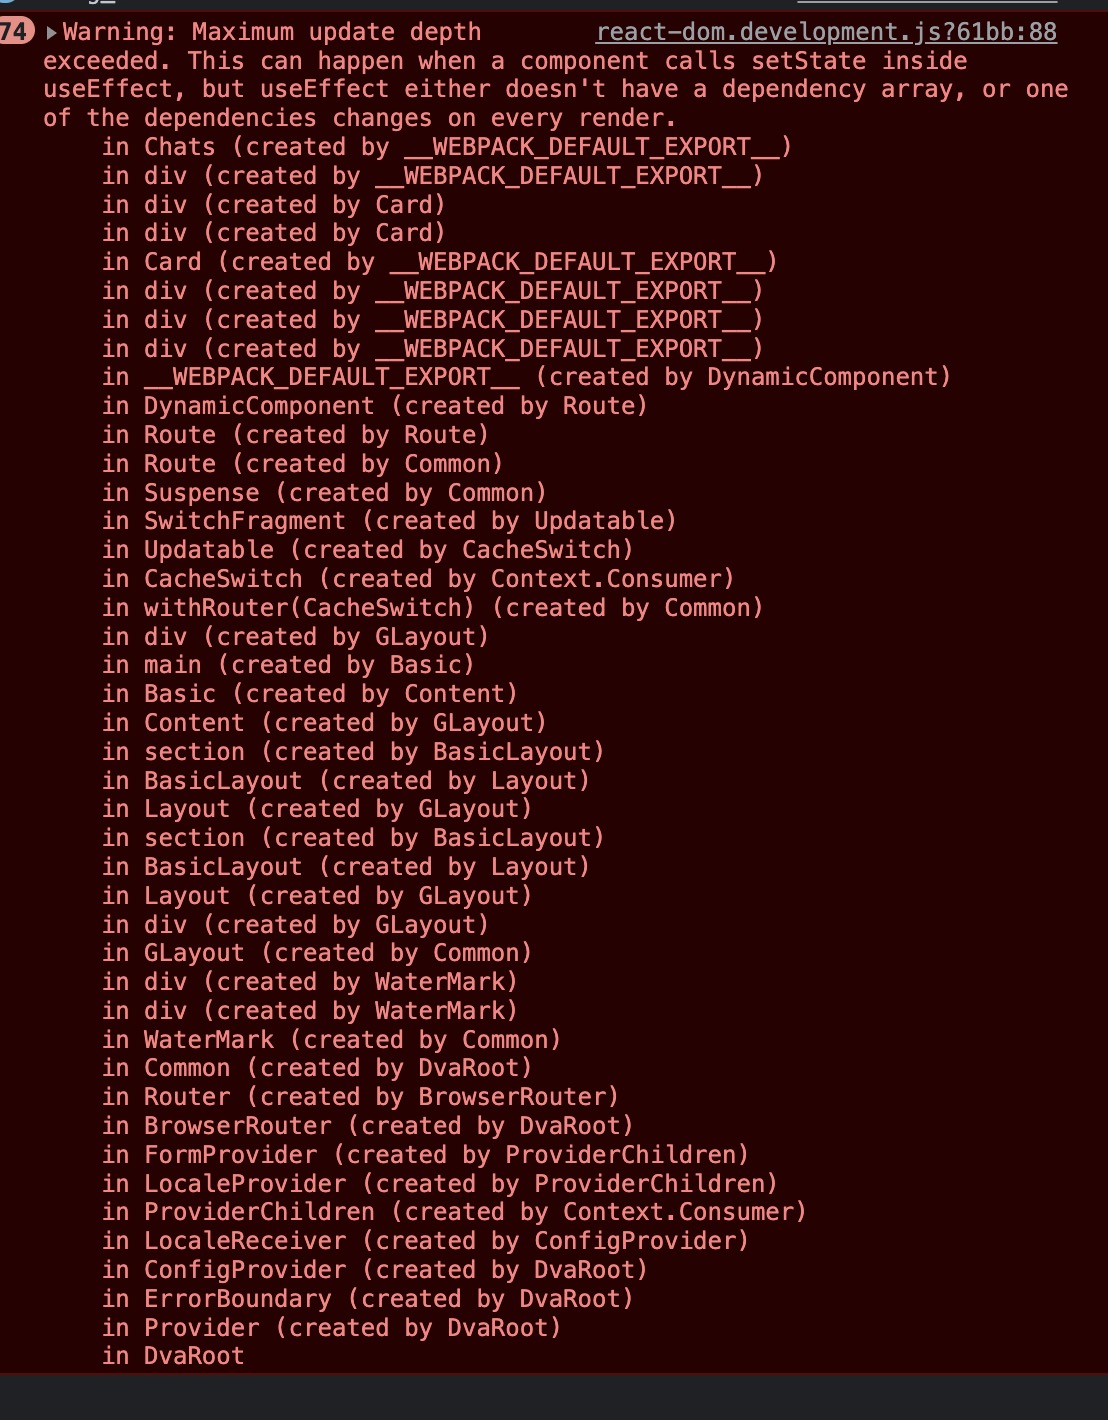 74 Warning: Maximum update depth react-dom.development.js?61bb:88
exceeded. This can happen when a component calls setState inside
useEffect, but useEffect either doesn't have a dependency array, or one
of the dependencies changes on every render.
in Chats (created by __WEBPACK_DEFAULT_EXPORT__)
in div (created by __WEBPACK_DEFAULT_EXPORT__)
in div (created by Card)
in div (created by Card)
in Card (created by __WEBPACK_DEFAULT_EXPORT__)
in div (created by __WEBPACK_DEFAULT_EXPORT__)
in div (created by __WEBPACK_DEFAULT_EXPORT__)
in div (created by __WEBPACK_DEFAULT_EXPORT__)
in __WEBPACK_DEFAULT_EXPORT__ (created by DynamicComponent)
in DynamicComponent (created by Route)
in Route (created by Route)
in Route (created by Common)
in Suspense (created by Common)
in SwitchFragment (created by Updatable)
in Updatable (created by CacheSwitch)
in CacheSwitch (created by Context.Consumer)
in withRouter(CacheSwitch) (created by Common)
in div (created by GLayout)
in main (created by Basic)
in Basic (created by Content)
in Content (created by GLayout)
in section (created by BasicLayout)
in BasicLayout (created by Layout)
in Layout (created by GLayout)
in section (created by BasicLayout)
in BasicLayout (created by Layout)
in Layout (created by GLayout)
in div (created by GLayout)
in GLayout (created by Common)
in div (created by WaterMark)
in div (created by WaterMark)
in WaterMark (created by Common)
in Common (created by DvaRoot)
in Router (created by BrowserRouter)
in BrowserRouter (created by DvaRoot)
in FormProvider (created by ProviderChildren)
in LocaleProvider (created by ProviderChildren)
in ProviderChildren (created by Context.Consumer)
in LocaleReceiver (created by ConfigProvider)
in ConfigProvider (created by DvaRoot)
in ErrorBoundary (created by DvaRoot)
in Provider (created by DvaRoot)
in DvaRoot